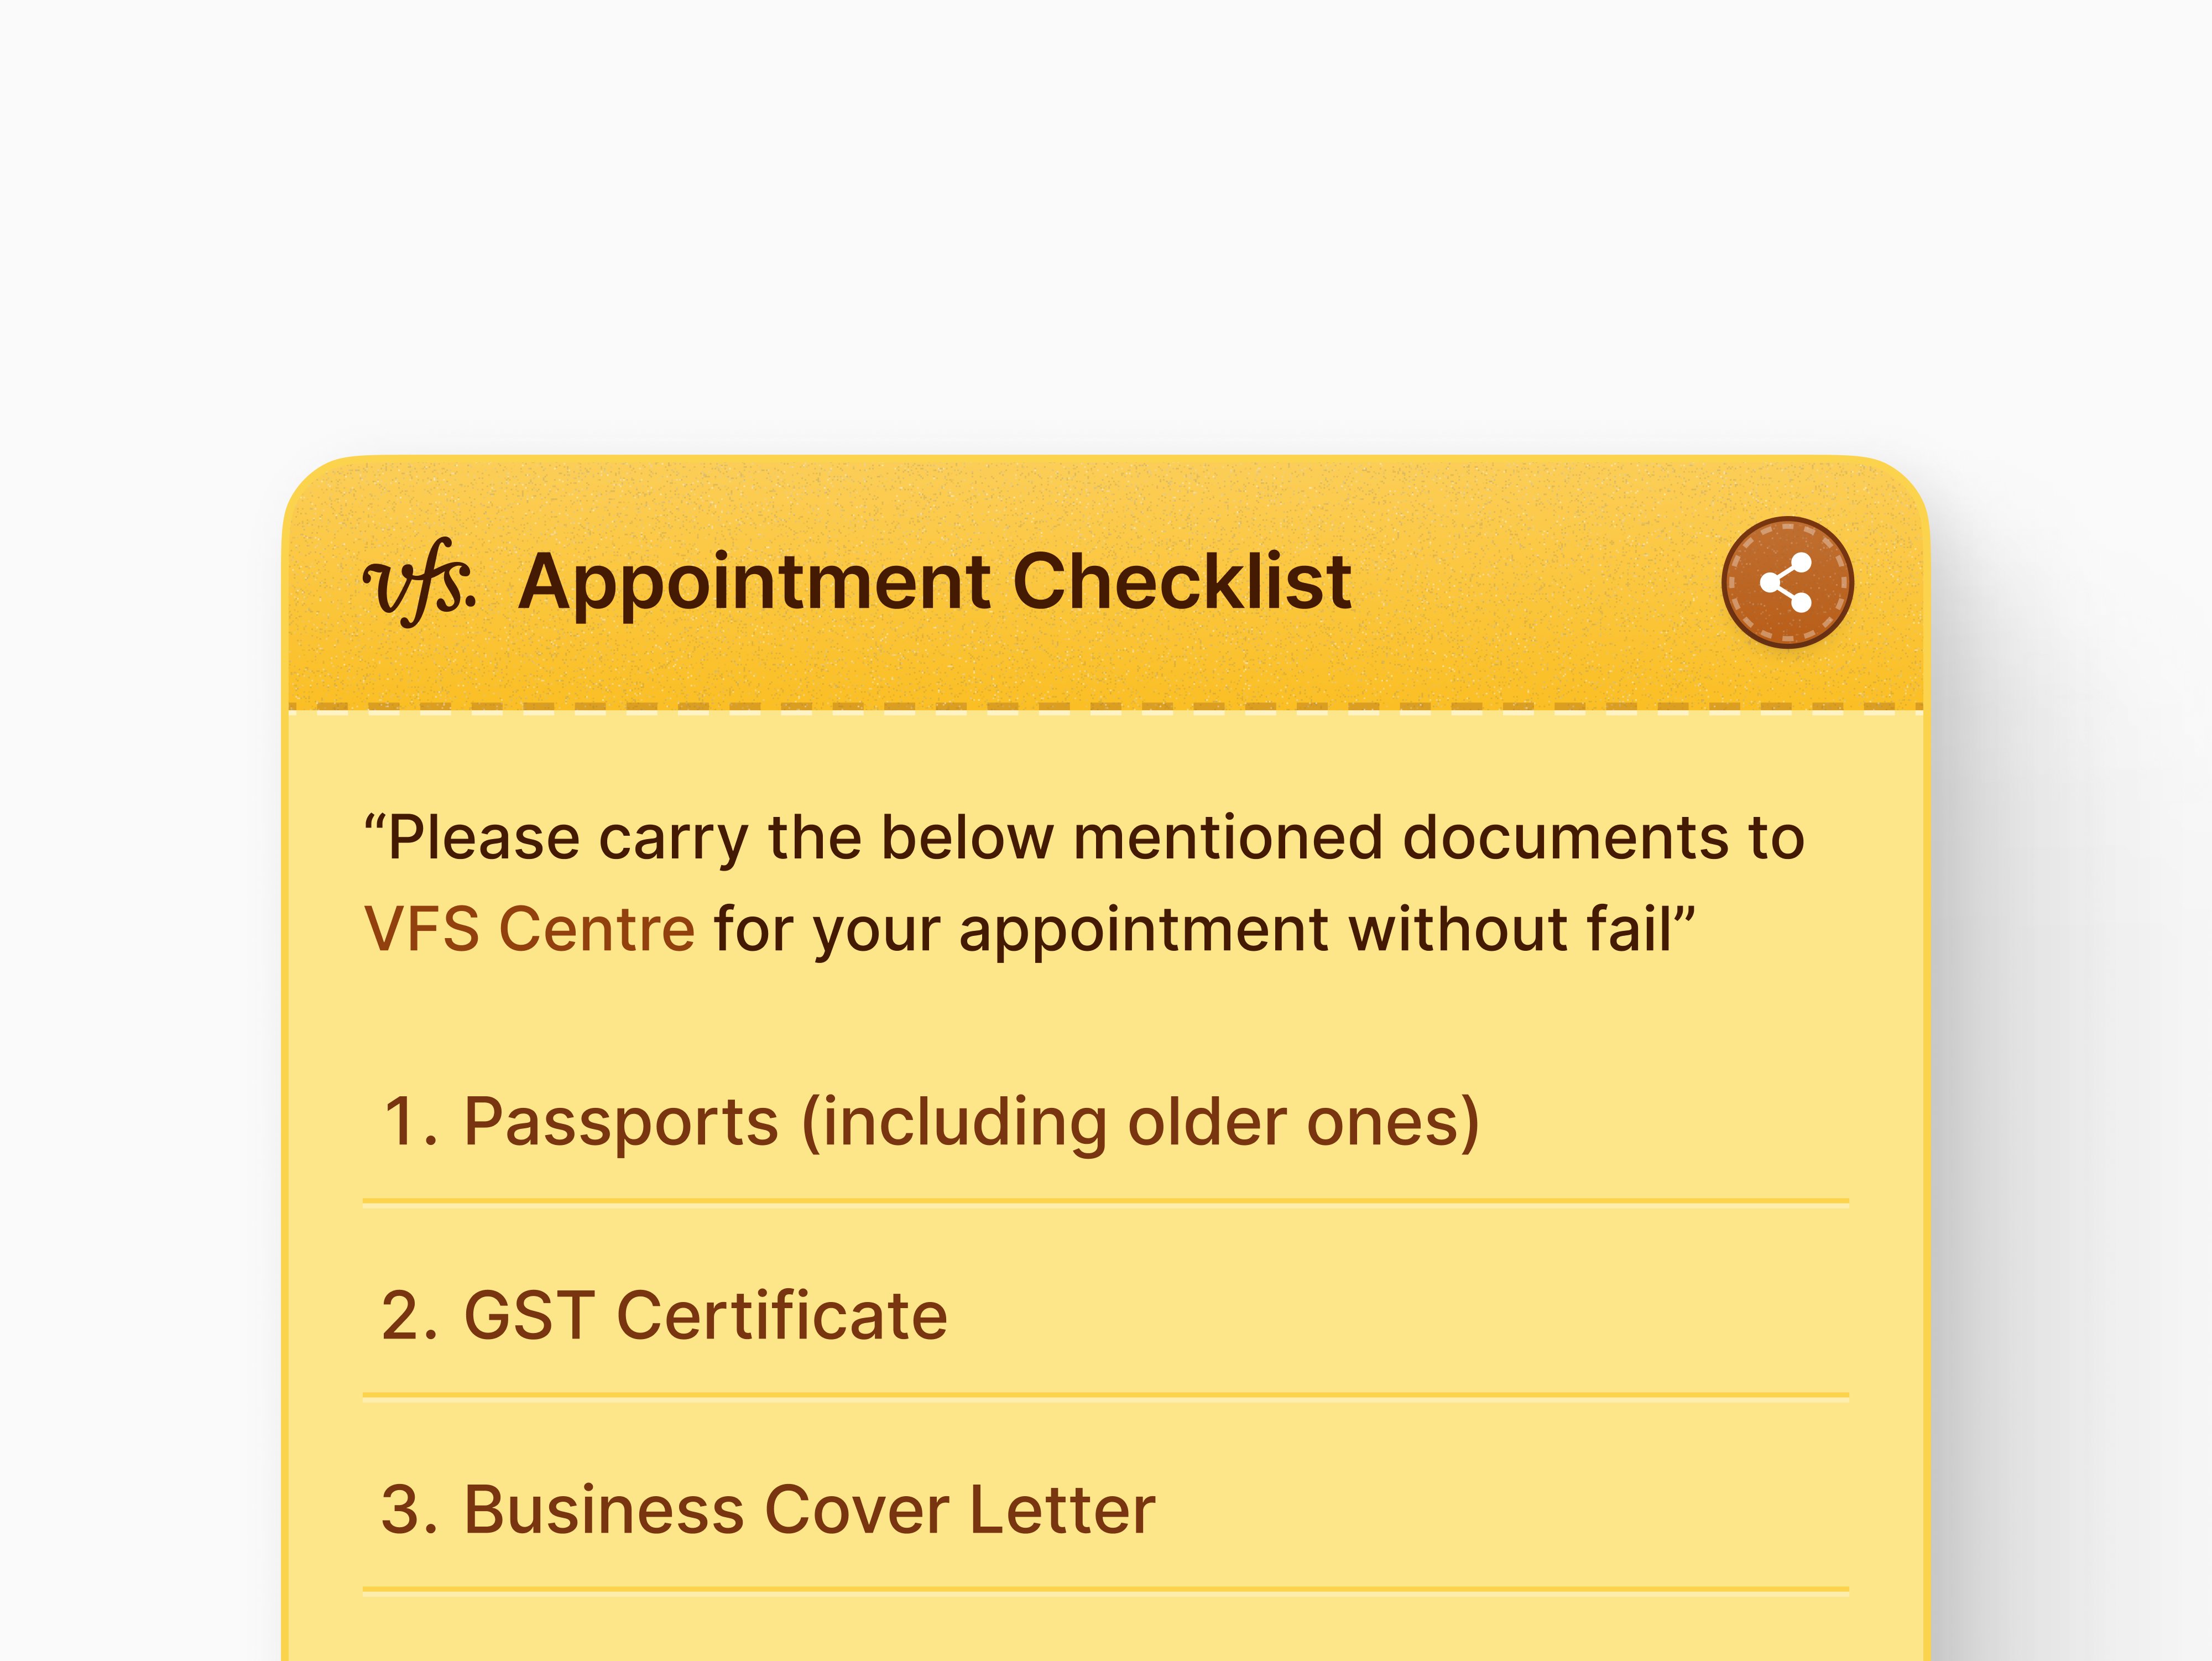 vfs. Appointment Checklist
“Please carry the below mentioned documents to
VFS Centre for your appointment without fail”
1. Passports (including older ones)
2. GST Certificate
3. Business Cover Letter